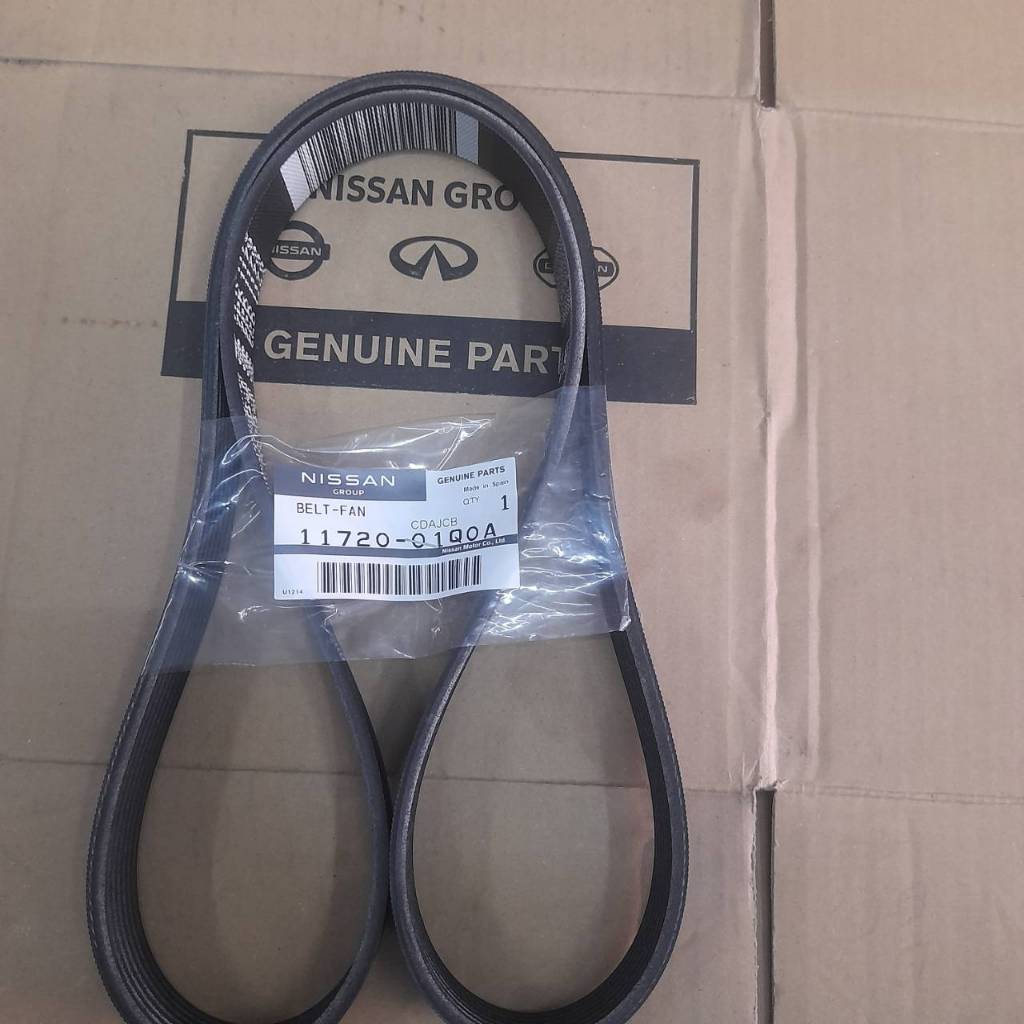 NISSAN GRO
NISSAN
GENUINE PART
NISSAN
GROUP
GENUINE PARTS
Made in Spain
QTY 1
BELT-FAN
CDAJCB
11720-01Q0A
Nissan Motor Co., Ltd.
U1214